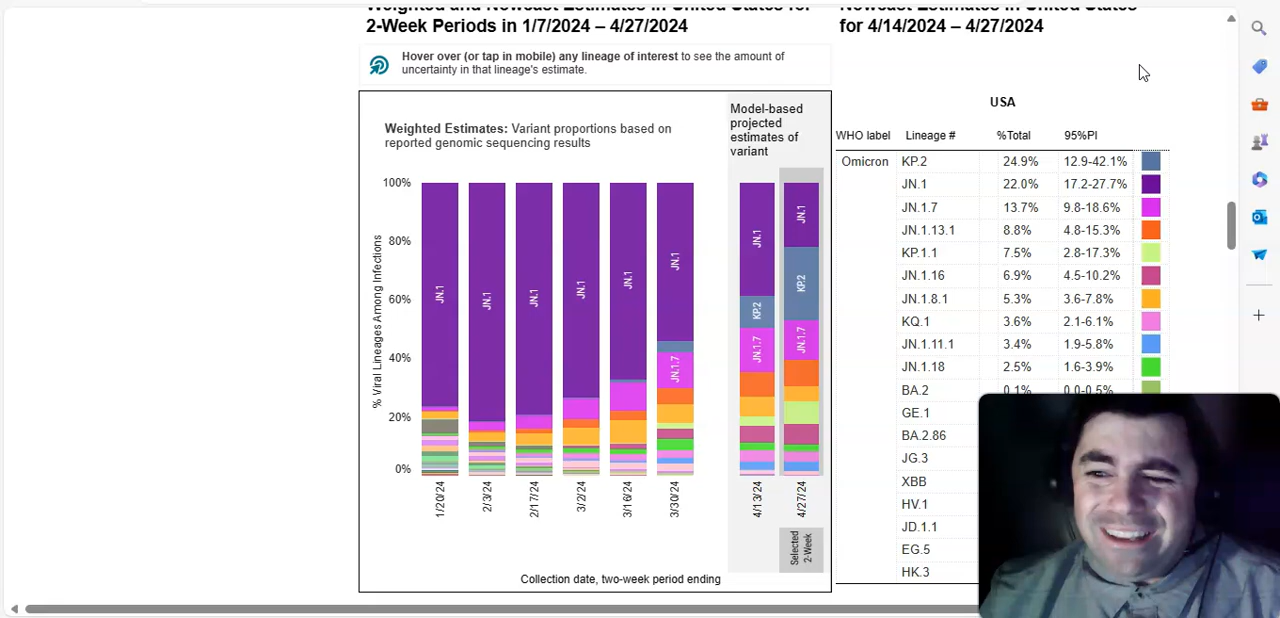 Weighted and Nowcast Estimates in United States for
2-Week Periods in 1/7/2024 – 4/27/2024
Nowcast Estimates in United States
for 4/14/2024 – 4/27/2024
Hover over (or tap in mobile) any lineage of interest to see the amount of
uncertainty in that lineage's estimate.
Weighted Estimates: Variant proportions based on
reported genomic sequencing results
Model-based
projected
estimates of
variant
% Viral Lineages Among Infections
100%
80%
60%
40%
20%
0%
JN.1
JN.1
JN.1
JN.1
JN.1
JN.1
JN.1.7
JN.1
KP.2
JN.1.7
JN.1
KP.2
JN.1.7
1/20/24
2/3/24
2/17/24
3/2/24
3/16/24
3/30/24
4/13/24
4/27/24
Selected
2-Week
Collection date, two-week period ending
USA
WHO label Lineage # %Total 95%PI
Omicron KP.2 24.9% 12.9-42.1%
JN.1 22.0% 17.2-27.7%
JN.1.7 13.7% 9.8-18.6%
JN.1.13.1 8.8% 4.8-15.3%
KP.1.1 7.5% 2.8-17.3%
JN.1.16 6.9% 4.5-10.2%
JN.1.8.1 5.3% 3.6-7.8%
KQ.1 3.6% 2.1-6.1%
JN.1.11.1 3.4% 1.9-5.8%
JN.1.18 2.5% 1.6-3.9%
BA.2 0.1% 0.0-0.5%
GE.1
BA.2.86
JG.3
XBB
HV.1
JD.1.1
EG.5
HK.3